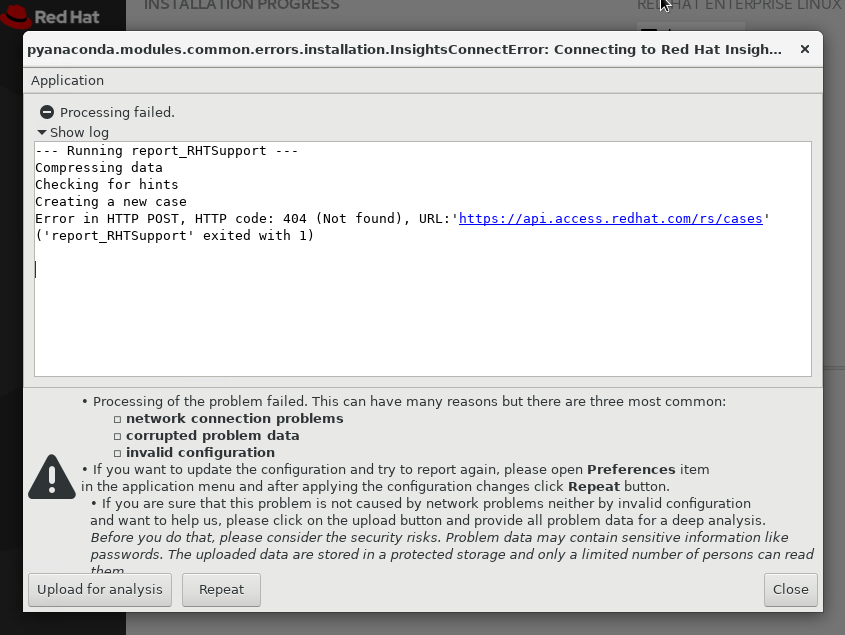 Red Hat
INSTALLATION PROGRESS
RED HAT ENTERPRISE LINUX
pyanaconda.modules.common.errors.installation.InsightsConnectError: Connecting to Red Hat Insigh...
Application
Processing failed.
Show log
--- Running report_RHTSupport ---
Compressing data
Checking for hints
Creating a new case
Error in HTTP POST, HTTP code: 404 (Not found), URL:'https://api.access.redhat.com/rs/cases'
('report_RHTSupport' exited with 1)
• Processing of the problem failed. This can have many reasons but there are three most common:
▫ network connection problems
▫ corrupted problem data
▫ invalid configuration
• If you want to update the configuration and try to report again, please open Preferences item
in the application menu and after applying the configuration changes click Repeat button.
• If you are sure that this problem is not caused by network problems neither by invalid configuration
and want to help us, please click on the upload button and provide all problem data for a deep analysis.
Before you do that, please consider the security risks. Problem data may contain sensitive information like
passwords. The uploaded data are stored in a protected storage and only a limited number of persons can read
them.
Upload for analysis
Repeat
Close